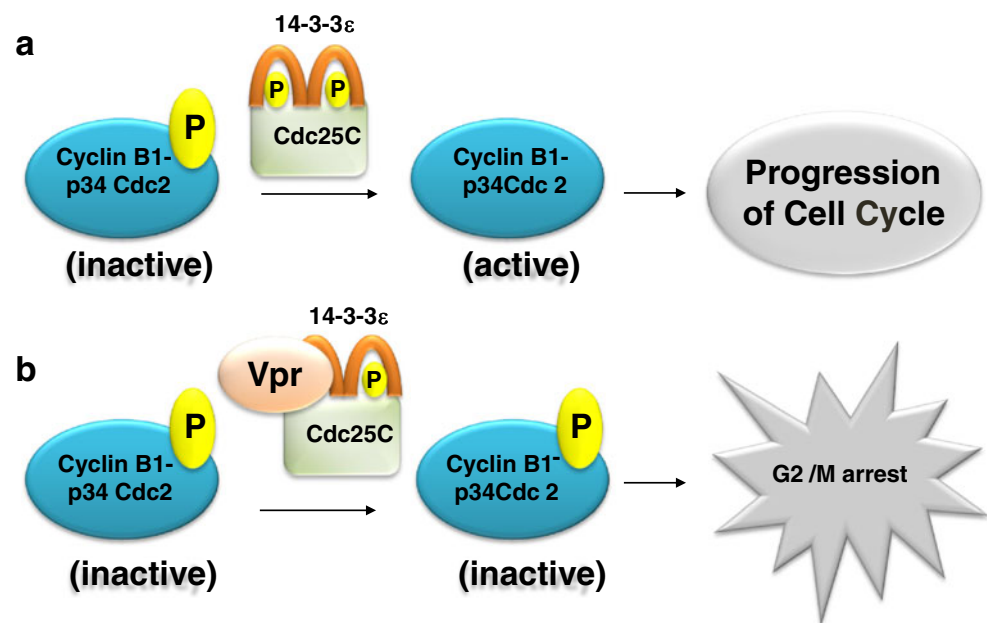 a
14-3-3ε
P
P
P
Cdc25C
Cyclin B1-
p34 Cdc2
(inactive)
Cyclin B1-
p34Cdc 2
(active)
Progression
of Cell Cycle
b
14-3-3ε
Vpr
P
Cdc25C
P
Cyclin B1-
p34 Cdc2
(inactive)
P
Cyclin B1-
p34Cdc 2
(inactive)
G2 /M arrest